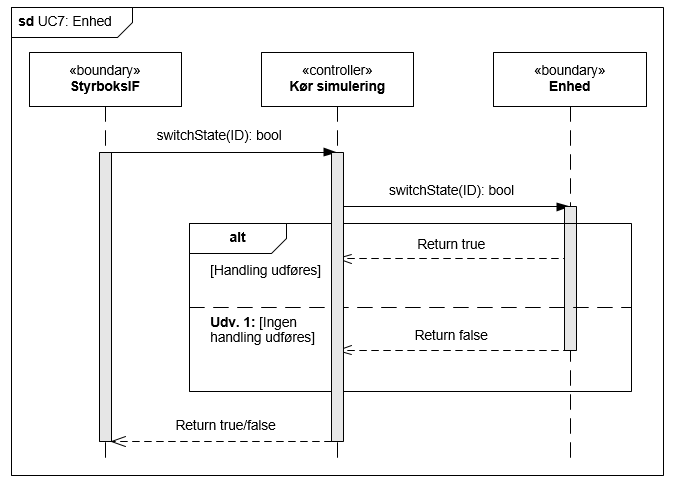 sd UC7: Enhed
«boundary»
StyrboksIF
«controller»
Kør simulering
«boundary»
Enhed
switchState(ID): bool
switchState(ID): bool
alt
Return true
[Handling udføres]
Udv. 1: [Ingen
handling udføres]
Return false
Return true/false